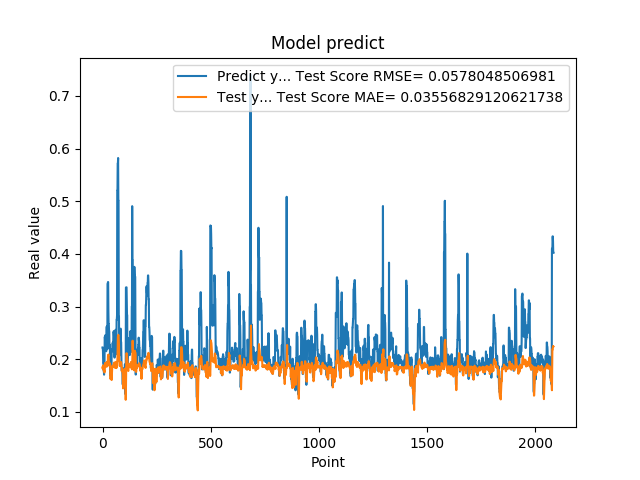 Model predict
Predict y... Test Score RMSE= 0.0578048506981
Test y... Test Score MAE= 0.03556829120621738
0.7
0.6
0.5
0.4
0.3
0.2
0.1
Real value
0 500 1000 1500 2000
Point